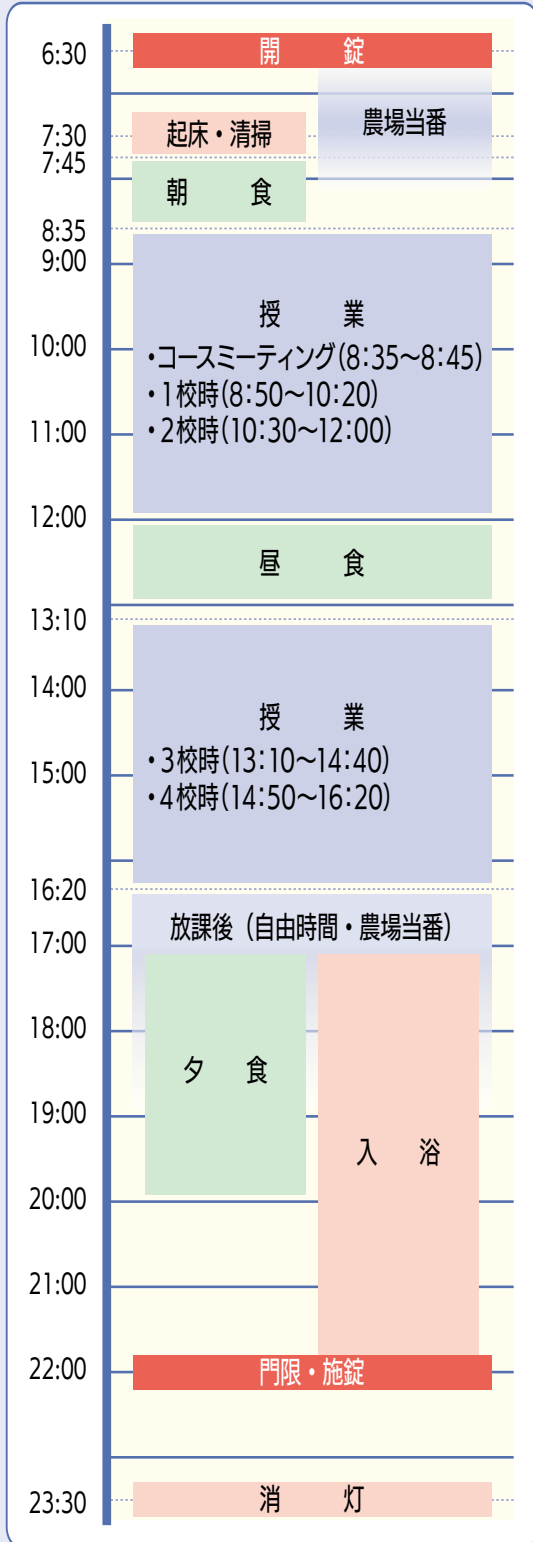 6:30
開錠
農場当番
7:30
起床・清掃
7:45
朝食
8:35
9:00
授業
10:00
・コースミーティング(8:35〜8:45)
・1校時(8:50〜10:20)
11:00
・2校時(10:30〜12:00)
12:00
昼食
13:10
14:00
授業
15:00
・3校時(13:10〜14:40)
・4校時(14:50〜16:20)
16:20
放課後（自由時間・農場当番）
17:00
18:00
夕食
19:00
入浴
20:00
21:00
22:00
門限・施錠
23:30
消灯